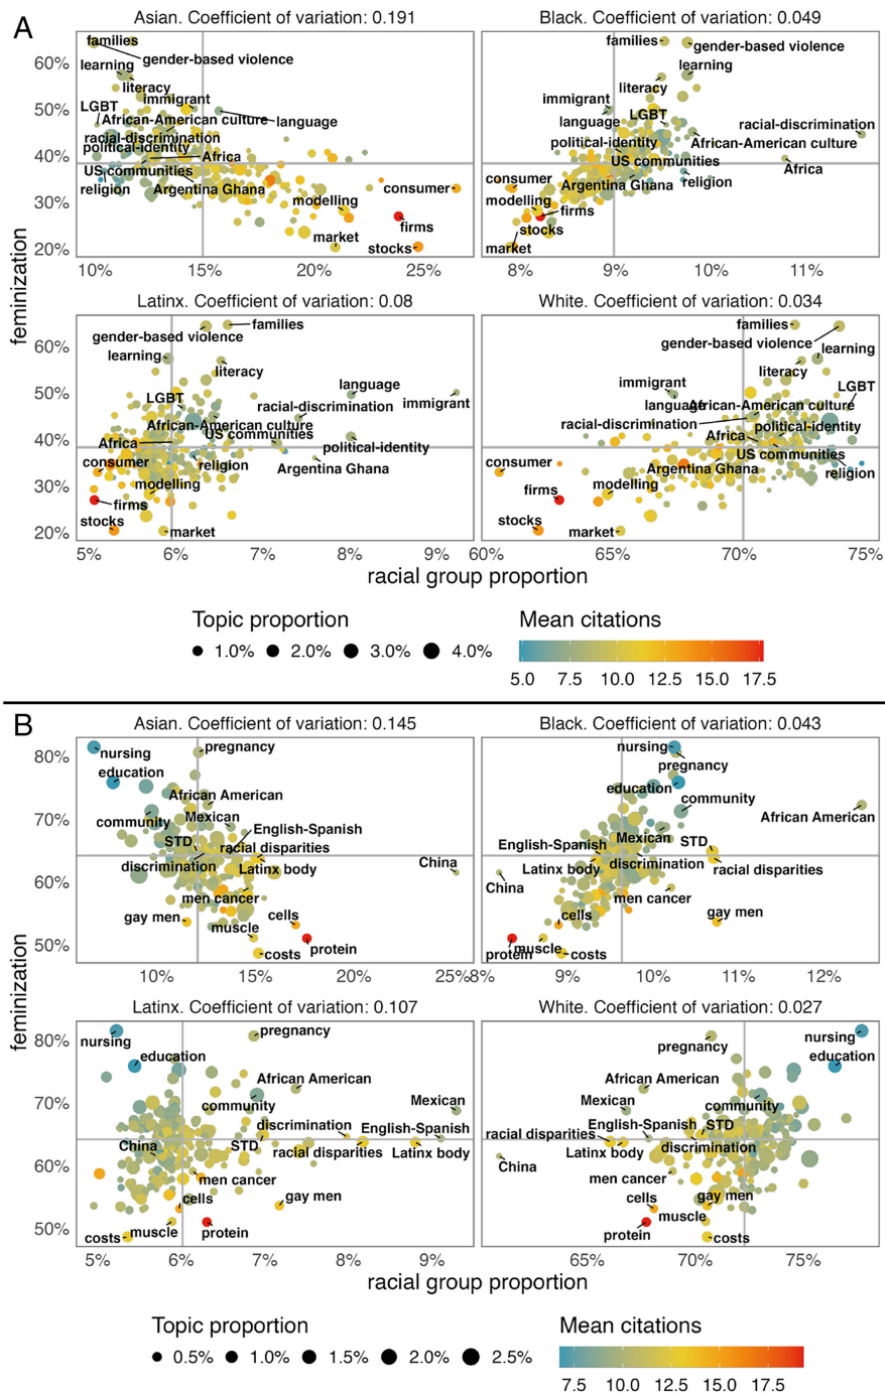 A
Asian. Coefficient of variation: 0.191
Black. Coefficient of variation: 0.049
feminization
60%
50%
40%
30%
20%
families
gender-based violence
learning
literacy
immigrant
LGBT
African-American culture
language
racial-discrimination
political-identity
Africa
US communities
religion
Argentina Ghana
consumer
modelling
firms
market
stocks
10%
15%
20%
25%
families
gender-based violence
learning
literacy
immigrant
LGBT
language
racial-discrimination
political-identity
African-American culture
US communities
Africa
consumer
Argentina Ghana
religion
modelling
firms
stocks
market
8%
9%
10%
11%
Latinx. Coefficient of variation: 0.08
White. Coefficient of variation: 0.034
60%
50%
40%
30%
20%
families
gender-based violence
learning
literacy
language
LGBT
racial-discrimination
immigrant
African-American culture
US communities
Africa
political-identity
consumer
religion
Argentina Ghana
modelling
firms
stocks
market
5%
6%
7%
8%
9%
families
gender-based violence
learning
literacy
immigrant
LGBT
language
African-American culture
racial-discrimination
political-identity
Africa
US communities
consumer
Argentina Ghana
religion
firms
modelling
stocks
market
60%
65%
70%
75%
racial group proportion
Topic proportion
1.0%
2.0%
3.0%
4.0%
Mean citations
5.0
7.5
10.0
12.5
15.0
17.5
B
Asian. Coefficient of variation: 0.145
Black. Coefficient of variation: 0.043
feminization
80%
70%
60%
50%
nursing
pregnancy
education
African American
community
Mexican
English-Spanish
STD
racial disparities
discrimination
Latinx body
China
men cancer
gay men
cells
muscle
protein
costs
10%
15%
20%
25%
nursing
pregnancy
education
community
African American
Mexican
STD
English-Spanish
discrimination
Latinx body
racial disparities
China
men cancer
gay men
cells
protein
muscle
costs
8%
9%
10%
11%
12%
Latinx. Coefficient of variation: 0.107
White. Coefficient of variation: 0.027
80%
70%
60%
50%
nursing
pregnancy
education
African American
community
Mexican
discrimination
English-Spanish
China
STD
racial disparities
Latinx body
men cancer
cells
gay men
muscle
protein
costs
5%
6%
7%
8%
9%
nursing
pregnancy
education
African American
Mexican
community
English-Spanish
STD
racial disparities
Latinx body
discrimination
China
men cancer
cells
gay men
muscle
protein
costs
65%
70%
75%
racial group proportion
Topic proportion
0.5%
1.0%
1.5%
2.0%
2.5%
Mean citations
7.5
10.0
12.5
15.0
17.5